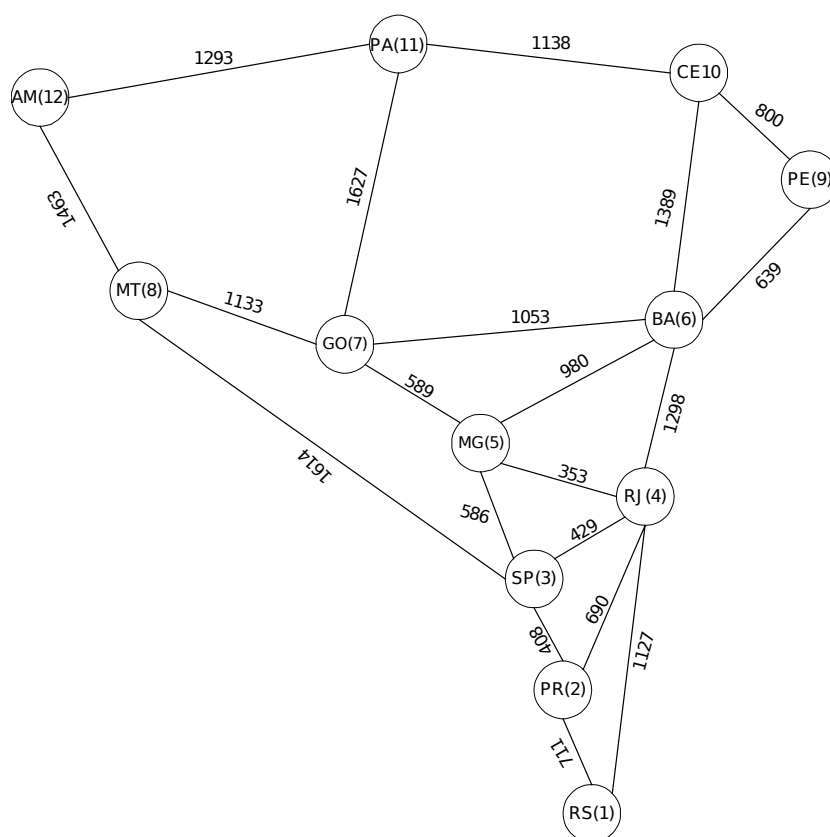 PA(11)
1138
1293
CE10
AM(12)
800
PE(9)
1627
1389
1463
639
MT(8)
1133
BA(6)
1053
GO(7)
980
589
1298
MG(5)
353
1614
RJ(4)
586
429
SP(3)
690
408
1127
PR(2)
711
RS(1)